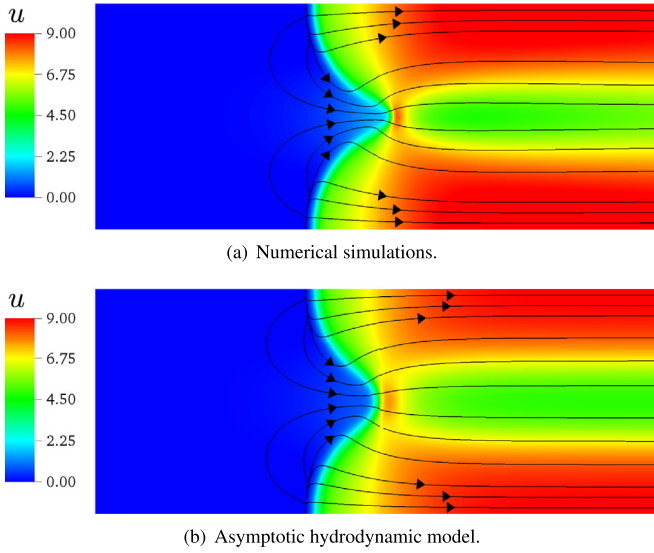 u
9.00
6.75
4.50
2.25
0.00
(a) Numerical simulations.
u
9.00
6.75
4.50
2.25
0.00
(b) Asymptotic hydrodynamic model.